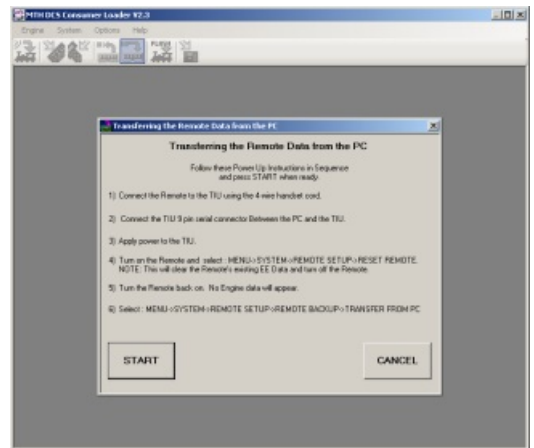 MTH DCS Consumer Loader V2.3
Engine System Options Help
Transferring the Remote Data from the PC
Transferring the Remote Data from the PC
Follow these Power Up Instructions in Sequence
and press START when ready.
1) Connect the Remote to the TIU using the 4-wire handset cord.
2) Connect the TIU 9 pin serial connector Between the PC and the TIU.
3) Apply power to the TIU.
4) Turn on the Remote and select : MENU->SYSTEM->REMOTE SETUP->RESET REMOTE.
NOTE: This will clear the Remote's existing EE Data and turn off the Remote.
5) Turn the Remote back on. No Engine data will appear.
6) Select : MENU->SYSTEM->REMOTE SETUP->REMOTE BACKUP->TRANSFER FROM PC
START CANCEL